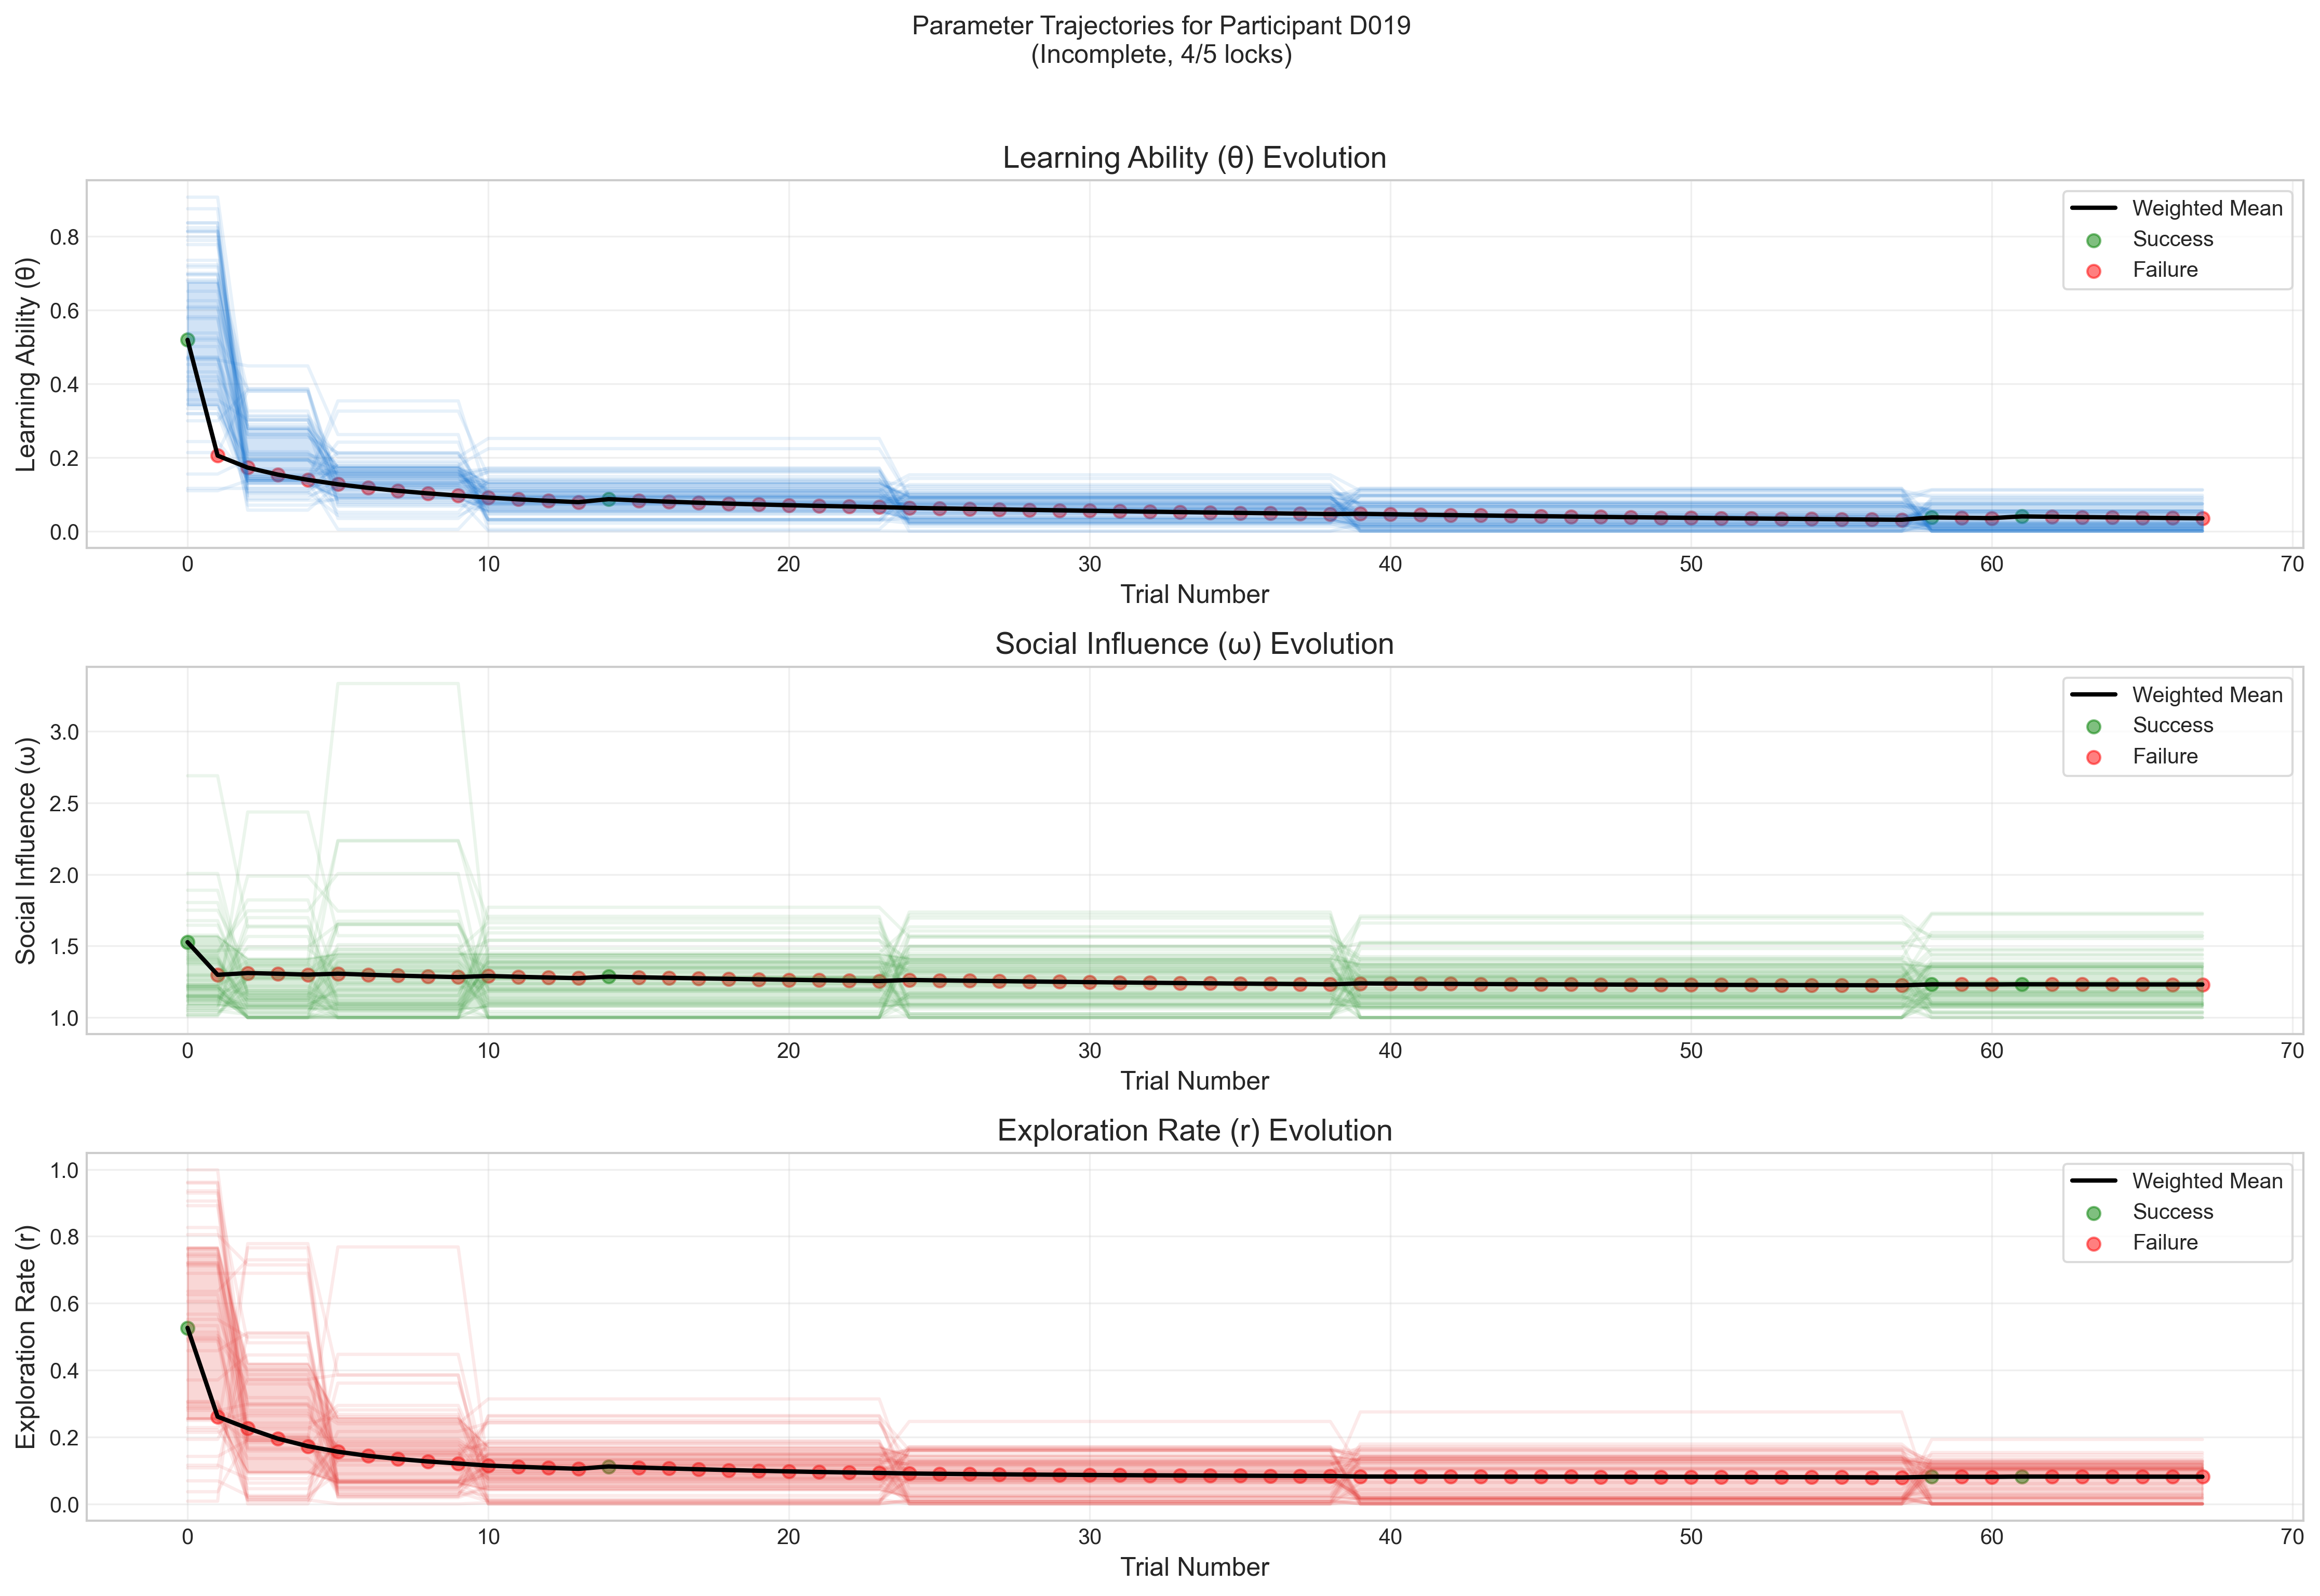 Parameter Trajectories for Participant D019
(Incomplete, 4/5 locks)
Learning Ability (θ) Evolution
Learning Ability (θ)
0.8
0.6
0.4
0.2
0.0
Weighted Mean
Success
Failure
0 10 20 30 40 50 60 70
Trial Number
Social Influence (ω) Evolution
Social Influence (ω)
3.0
2.5
2.0
1.5
1.0
Weighted Mean
Success
Failure
0 10 20 30 40 50 60 70
Trial Number
Exploration Rate (r) Evolution
Exploration Rate (r)
1.0
0.8
0.6
0.4
0.2
0.0
Weighted Mean
Success
Failure
0 10 20 30 40 50 60 70
Trial Number